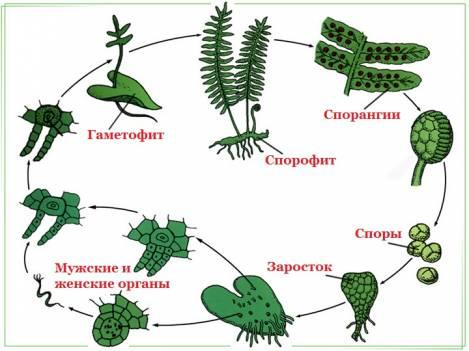 Гаметофит
Спорофит
Спорангии
Споры
Заросток
Мужские и
женские органы